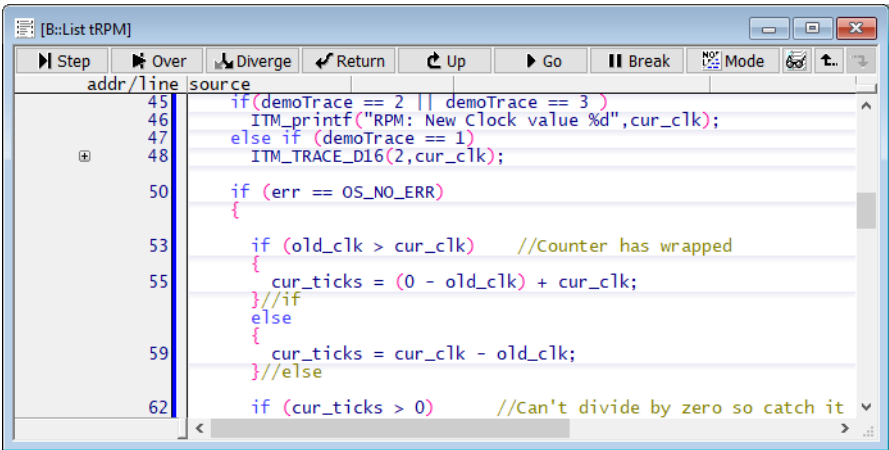 [B::List tRPM]
Step Over Diverge Return Up Go Break Mode
addr/line source
45 if(demoTrace == 2 || demoTrace == 3 )
46 ITM_printf("RPM: New Clock value %d",cur_clk);
47 else if (demoTrace == 1)
48 ITM_TRACE_D16(2,cur_clk);
50 if (err == OS_NO_ERR)
{
53 if (old_clk > cur_clk) //Counter has wrapped
{
55 cur_ticks = (0 - old_clk) + cur_clk;
}//if
else
{
59 cur_ticks = cur_clk - old_clk;
}//else
62 if (cur_ticks > 0) //Can't divide by zero so catch it